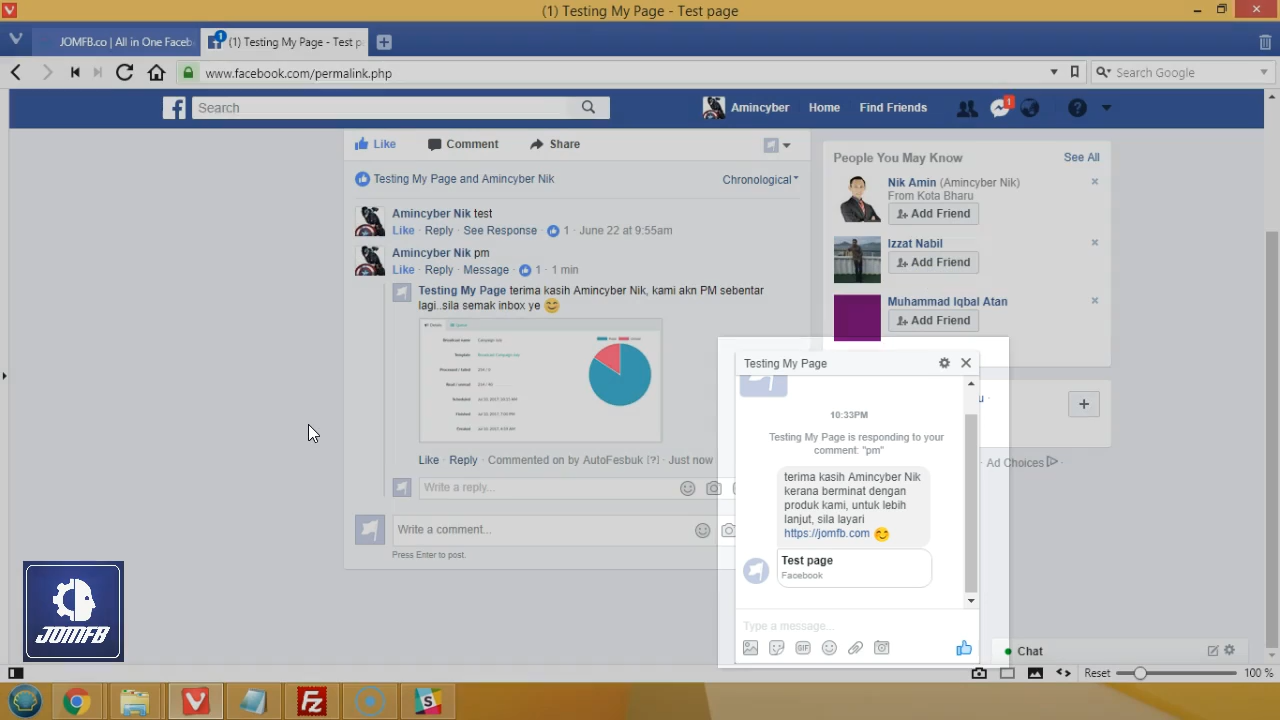 (1) Testing My Page - Test page
JOMFB.co | All in One Faceb
(1) Testing My Page - Test p
www.facebook.com/permalink.php
Search Google
Search
Amincyber
Home
Find Friends
1
Like
Comment
Share
Testing My Page and Amincyber Nik
Chronological
Amincyber Nik test
Like · Reply · See Response · 1 · June 22 at 9:55am
Amincyber Nik pm
Like · Reply · Message · 1 · 1 min
Testing My Page terima kasih Amincyber Nik, kami akn PM sebentar
lagi..sila semak inbox ye
Like · Reply · Commented on by AutoFesbuk [?] · Just now
Write a reply...
Write a comment...
Press Enter to post.
People You May Know
See All
Nik Amin (Amincyber Nik)
From Kota Bharu
Add Friend
Izzat Nabil
Add Friend
Muhammad Iqbal Atan
Add Friend
Ad Choices
Testing My Page
10:33PM
Testing My Page is responding to your
comment: "pm"
terima kasih Amincyber Nik
kerana berminat dengan
produk kami, untuk lebih
lanjut, sila layari
https://jomfb.com
Test page
Facebook
Type a message...
GIF
Chat
JOMFB
Reset
100 %